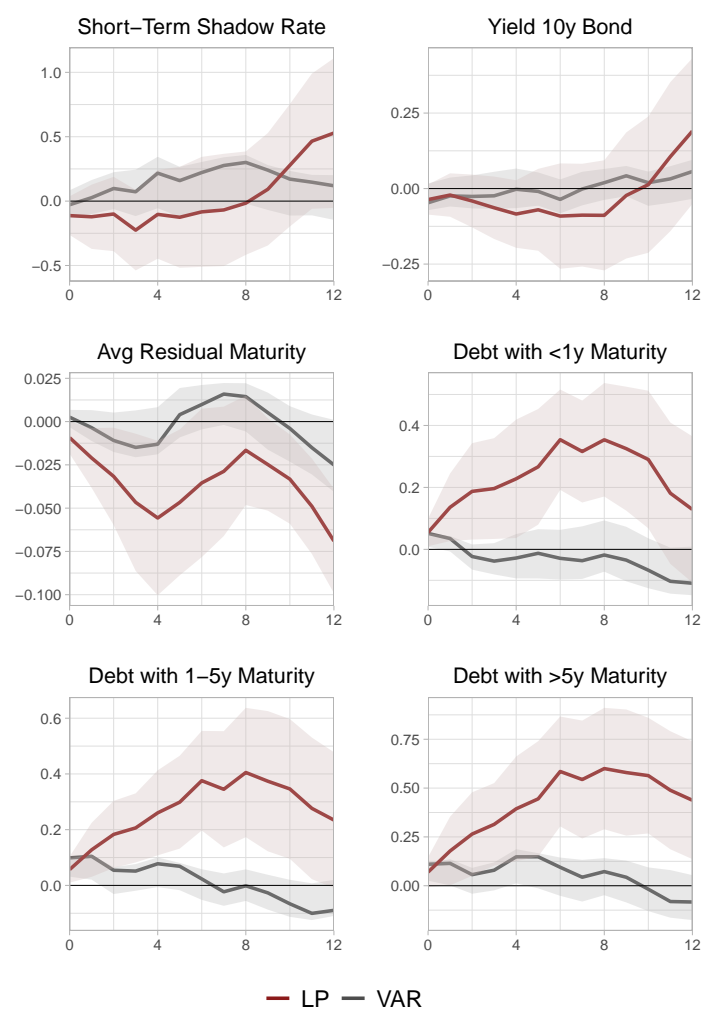 Short−Term Shadow Rate
1.0
0.5
0.0
−0.5
0 4 8 12
Yield 10y Bond
0.25
0.00
−0.25
0 4 8 12
Avg Residual Maturity
0.025
0.000
−0.025
−0.050
−0.075
−0.100
0 4 8 12
Debt with <1y Maturity
0.4
0.2
0.0
0 4 8 12
Debt with 1−5y Maturity
0.6
0.4
0.2
0.0
0 4 8 12
Debt with >5y Maturity
0.75
0.50
0.25
0.00
0 4 8 12
LP VAR